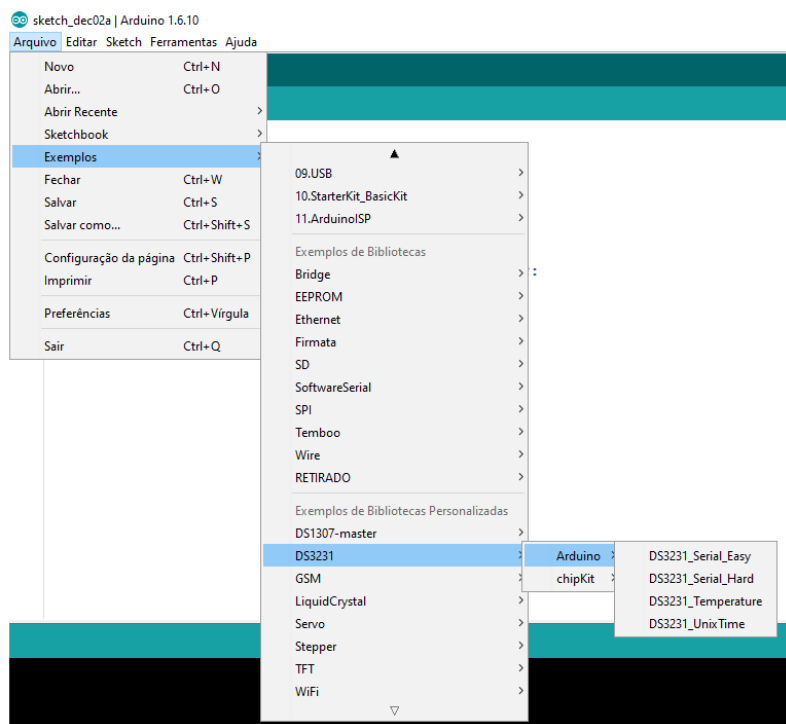 sketch_dec02a | Arduino 1.6.10
Arquivo Editar Sketch Ferramentas Ajuda
Novo Ctrl+N
Abrir... Ctrl+O
Abrir Recente
Sketchbook
Exemplos
Fechar Ctrl+W
Salvar Ctrl+S
Salvar como... Ctrl+Shift+S
Configuração da página Ctrl+Shift+P
Imprimir Ctrl+P
Preferências Ctrl+Vírgula
Sair Ctrl+Q
09.USB
10.StarterKit_BasicKit
11.ArduinoISP
Exemplos de Bibliotecas
Bridge
EEPROM
Ethernet
Firmata
SD
SoftwareSerial
SPI
Temboo
Wire
RETIRADO
Exemplos de Bibliotecas Personalizadas
DS1307-master
DS3231
GSM
LiquidCrystal
Servo
Stepper
TFT
WiFi
Arduino
chipKit
DS3231_Serial_Easy
DS3231_Serial_Hard
DS3231_Temperature
DS3231_UnixTime